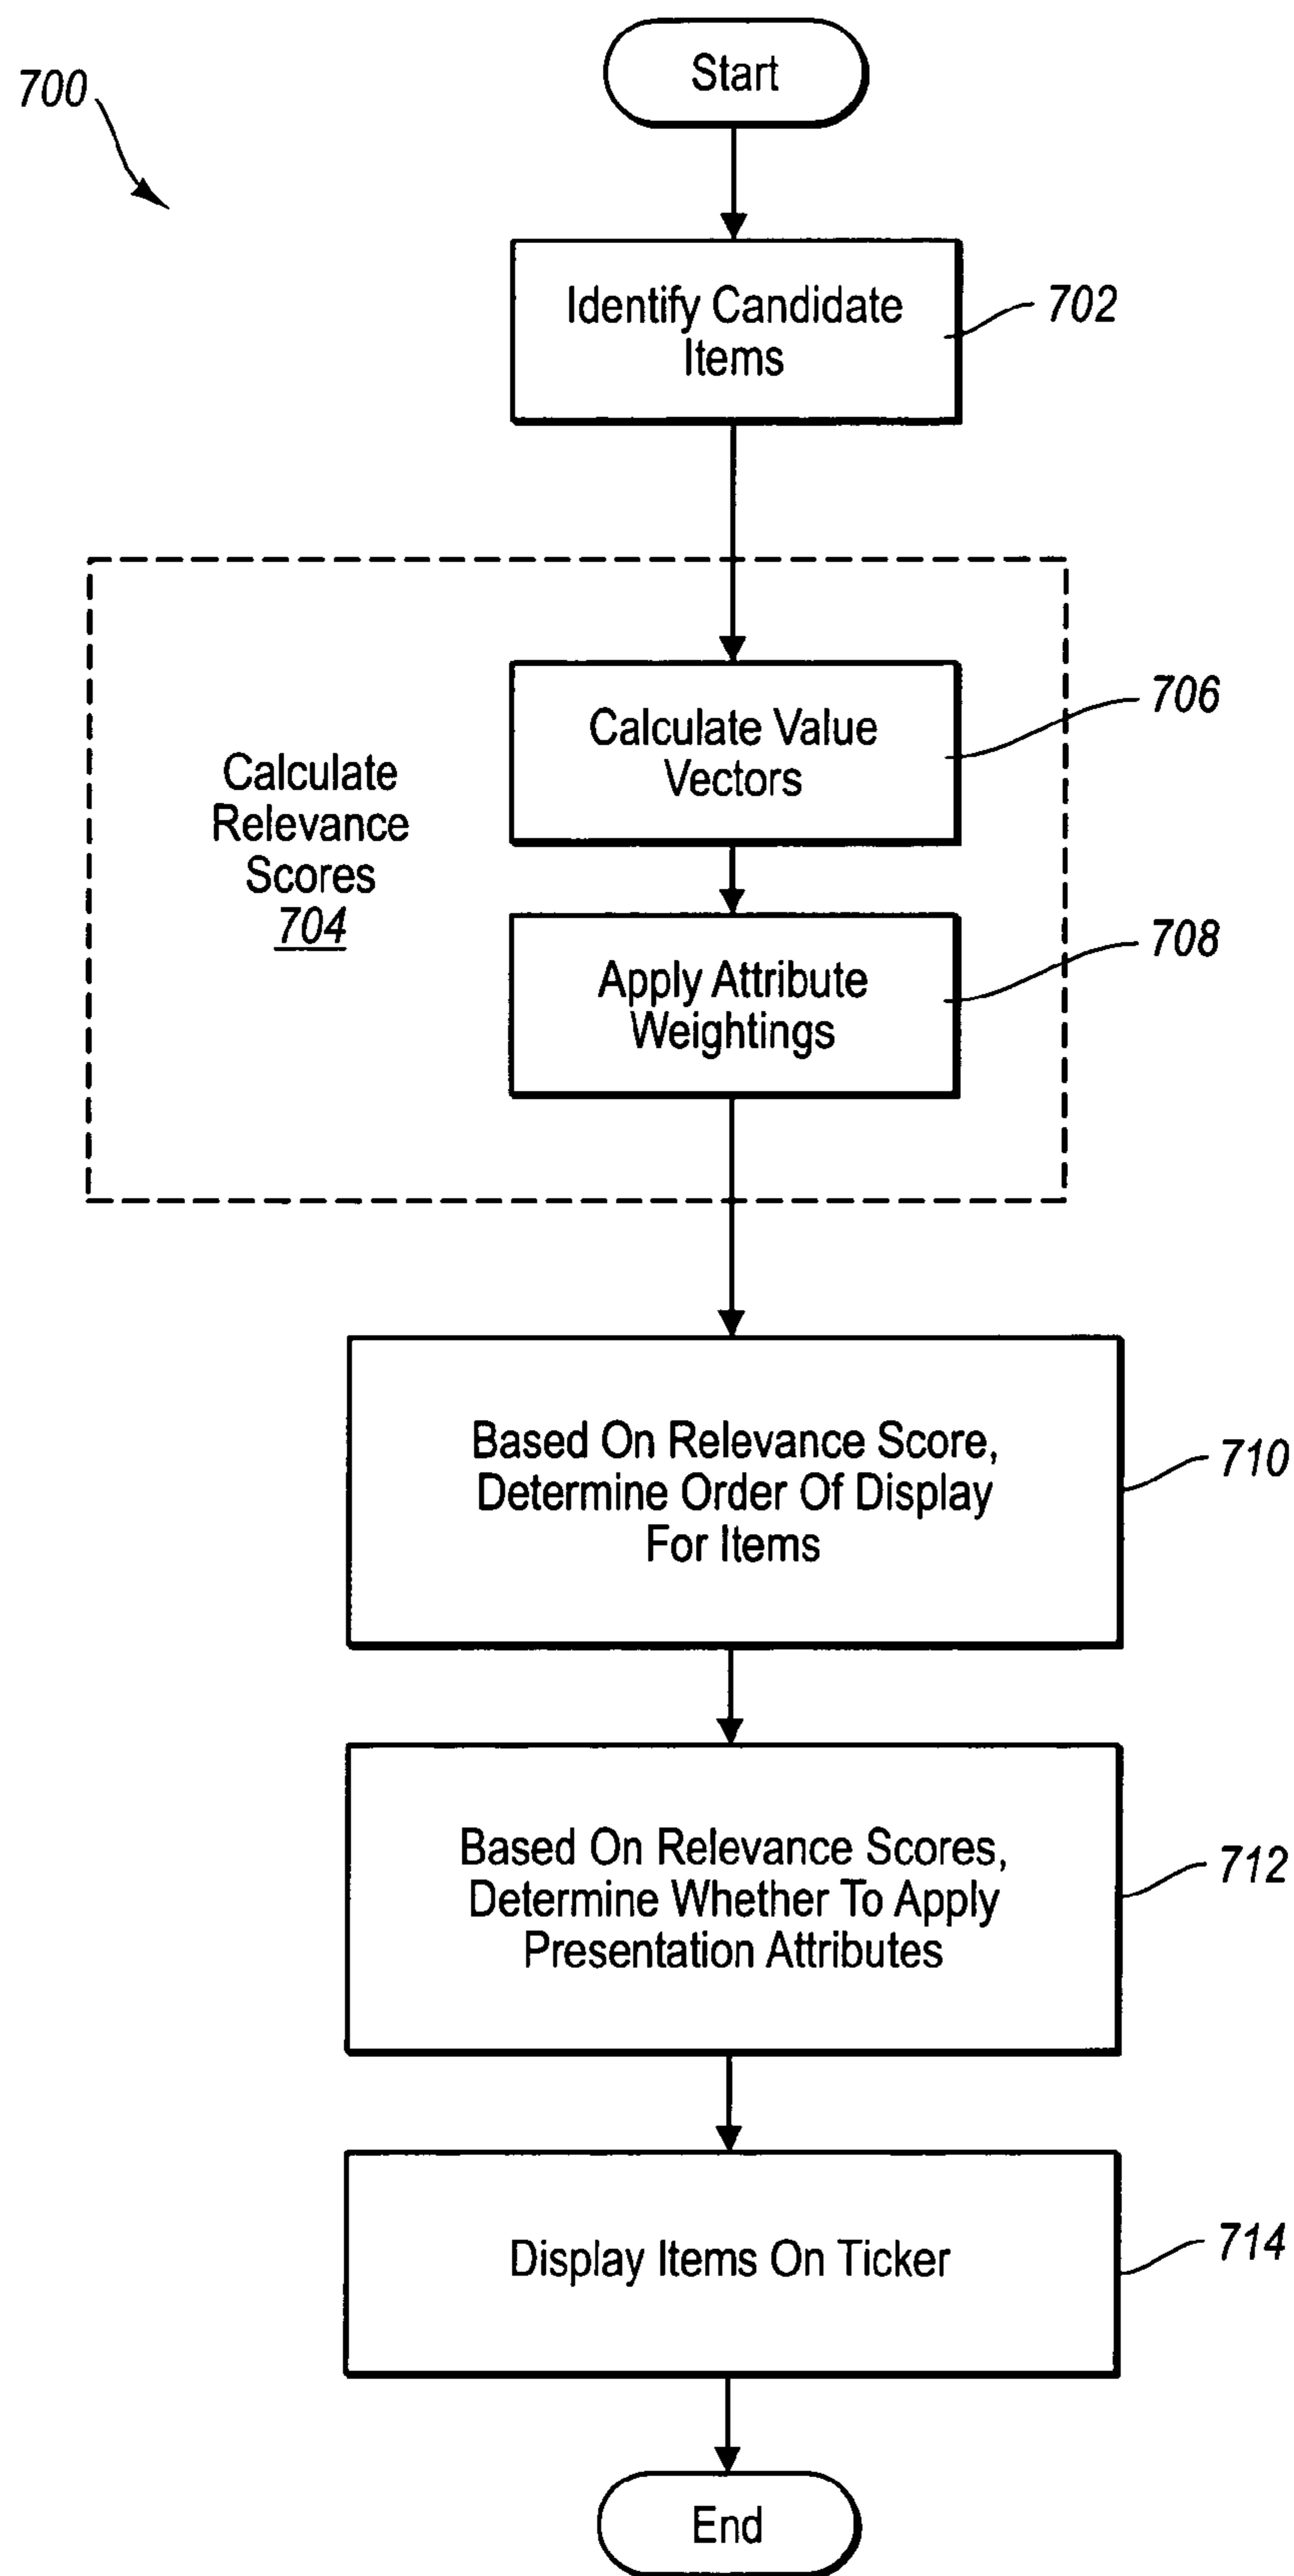 700
Start
Identify Candidate
Items
702
Calculate
Relevance
Scores
704
Calculate Value
Vectors
706
Apply Attribute
Weightings
708
Based On Relevance Score,
Determine Order Of Display
For Items
710
Based On Relevance Scores,
Determine Whether To Apply
Presentation Attributes
712
Display Items On Ticker
714
End